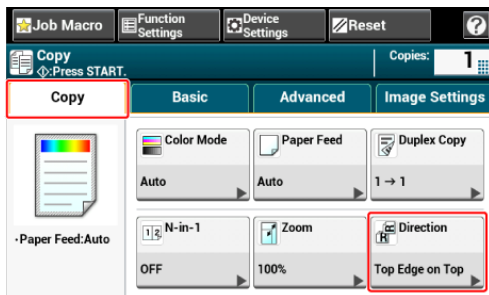 Job Macro
Function
Settings
Device
Settings
Reset
?
Copy
:Press START.
Copies:
1
Copy
Basic
Advanced
Image Settings
Color Mode
Auto
Paper Feed
Auto
Duplex Copy
1 → 1
·Paper Feed:Auto
12 N-in-1
OFF
Zoom
100%
R Direction
Top Edge on Top